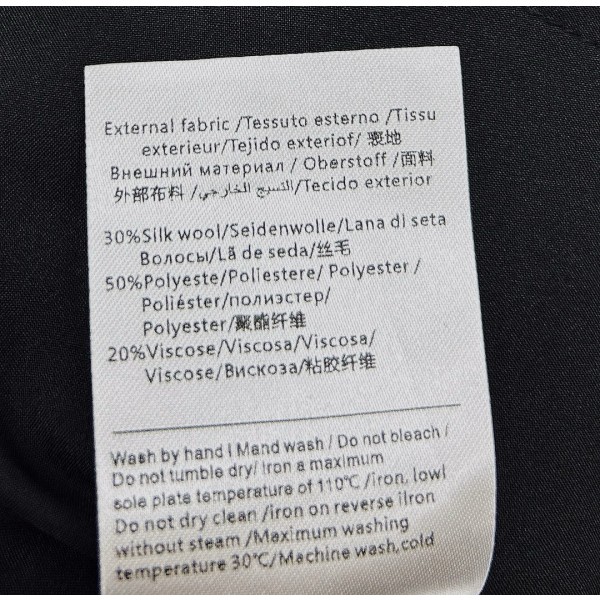 External fabric /Tessuto esterno /Tissu
exterieur/Tejido exteriof/ 裹地
Внешний материал / Oberstoff /面料
外部布料 /النسيج الخارجي/Tecido exterior
30%Silk wool/Seidenwolle/Lana di seta
Волосы/Lã de seda/丝毛
50%Polyeste/Poliestere/ Polyester /
Poliéster/полиэстер/
Polyester/聚酯纤维
20%Viscose/Viscosa/Viscosa/
Viscose/Вискоза/粘胶纤维
Wash by hand l Mand wash / Do not bleach /
Do not tumble dry/ Iron a maximum
sole plate temperature of 110℃ /iron, lowl
Do not dry clean /iron on reverse ilron
without steam /Maximum washing
temperature 30℃/Machine wash,cold